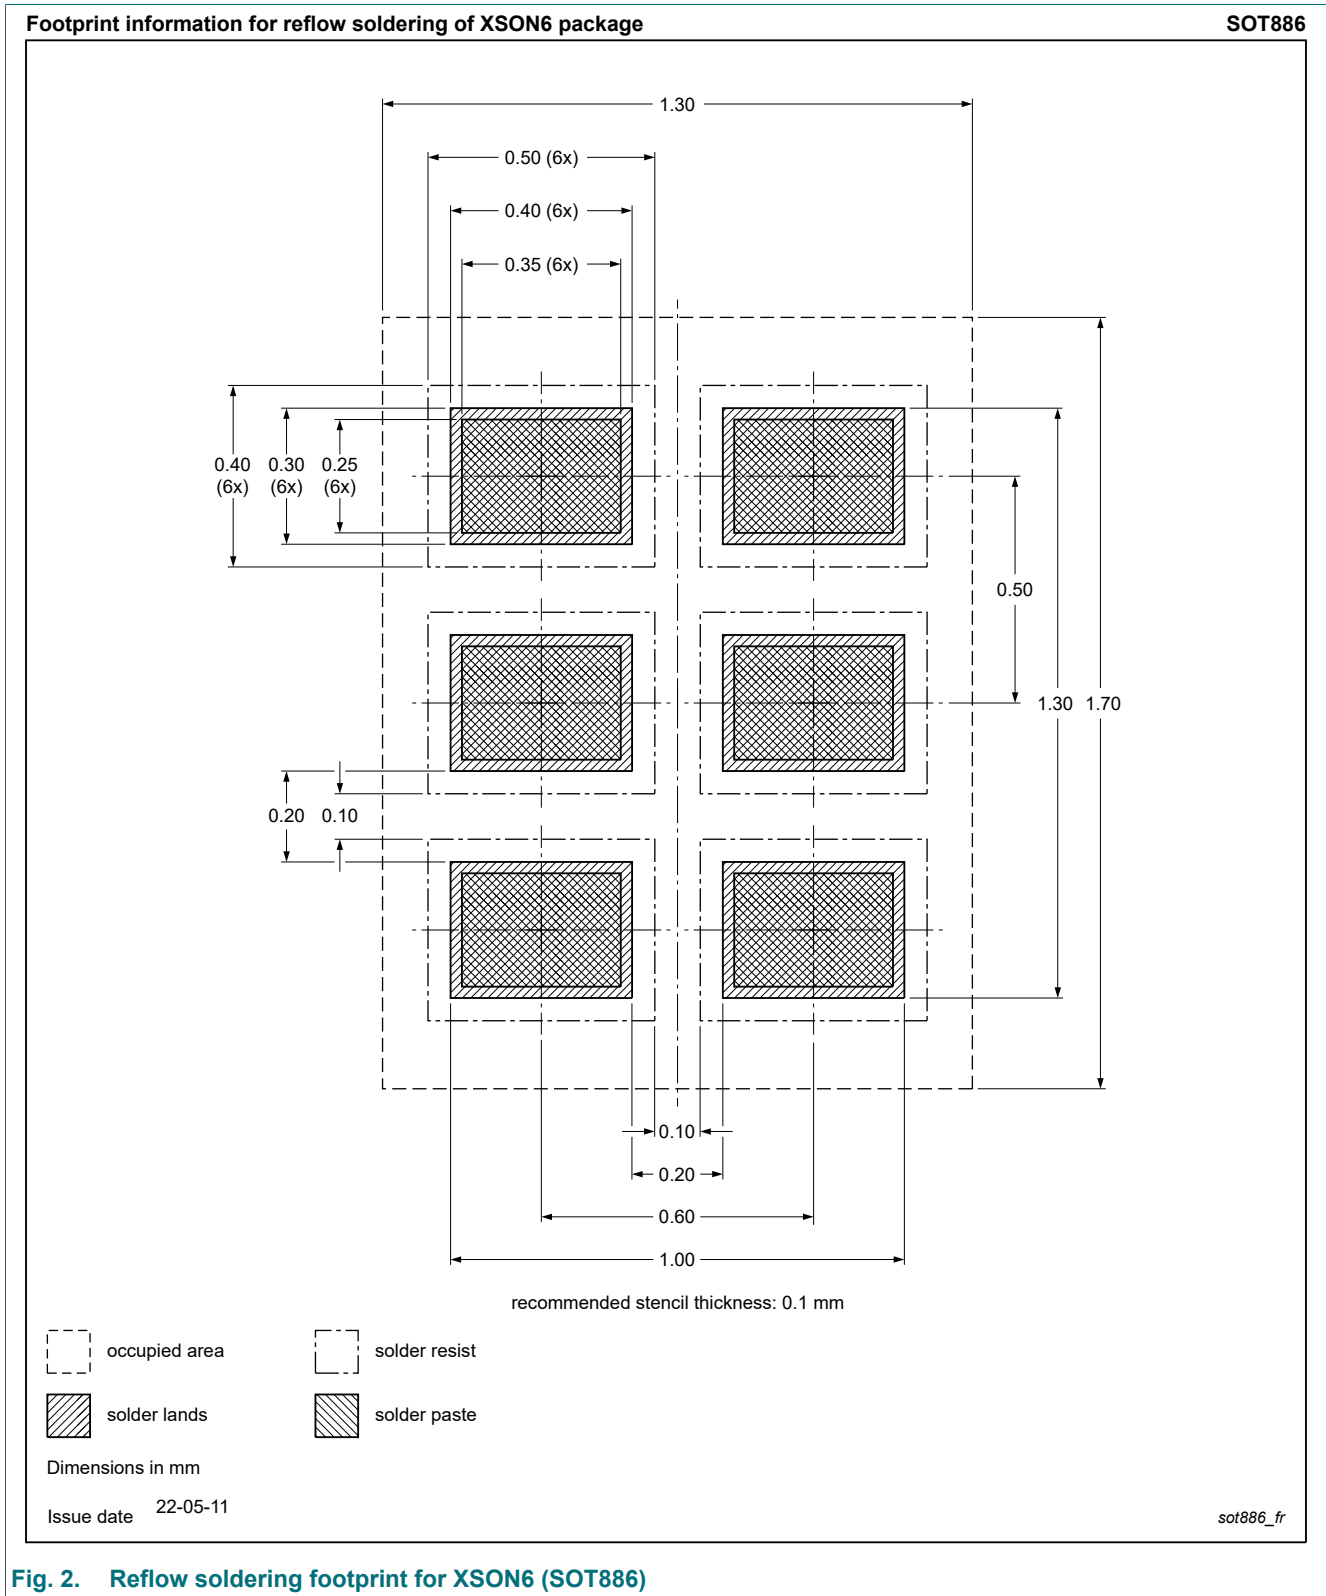 Footprint information for reflow soldering of XSON6 package SOT886
1.30
0.50 (6x)
0.40 (6x)
0.35 (6x)
0.40 (6x)
0.30 (6x)
0.25 (6x)
0.50
1.30 1.70
0.20 0.10
0.10
0.20
0.60
1.00
recommended stencil thickness: 0.1 mm
occupied area
solder resist
solder lands
solder paste
Dimensions in mm
Issue date 22-05-11
sot886_fr
Fig. 2. Reflow soldering footprint for XSON6 (SOT886)